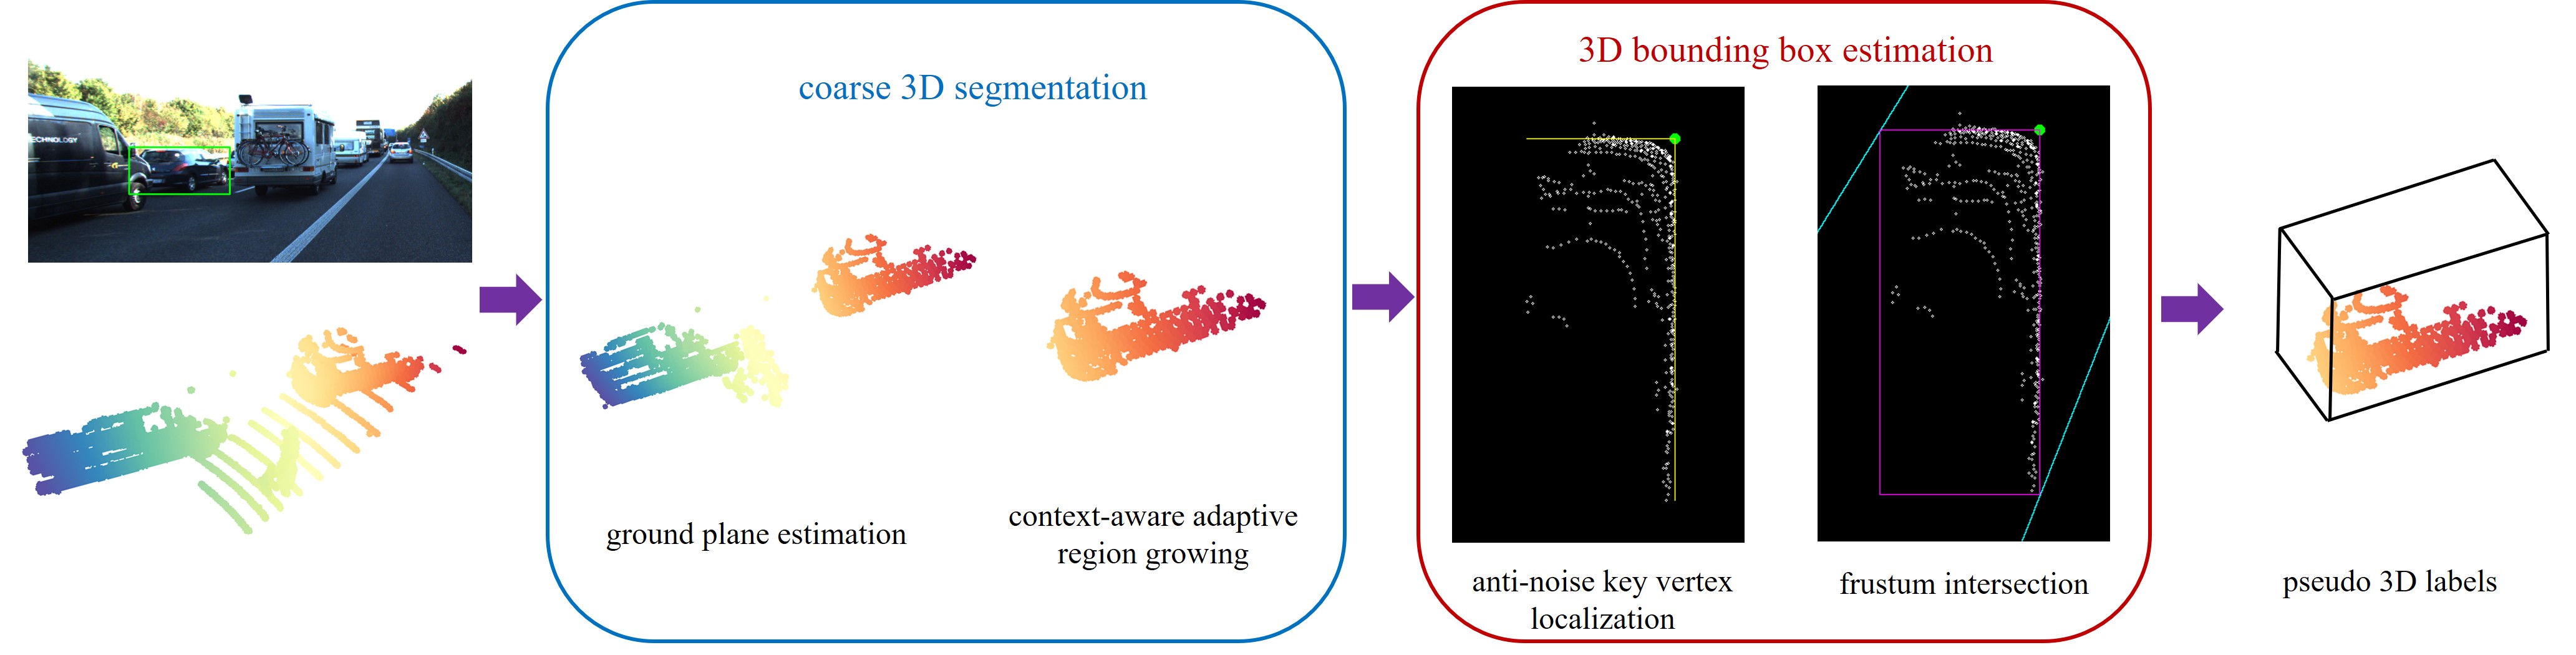 TECHNOLOGY
coarse 3D segmentation
ground plane estimation
context-aware adaptive
region growing
3D bounding box estimation
anti-noise key vertex
localization
frustum intersection
pseudo 3D labels